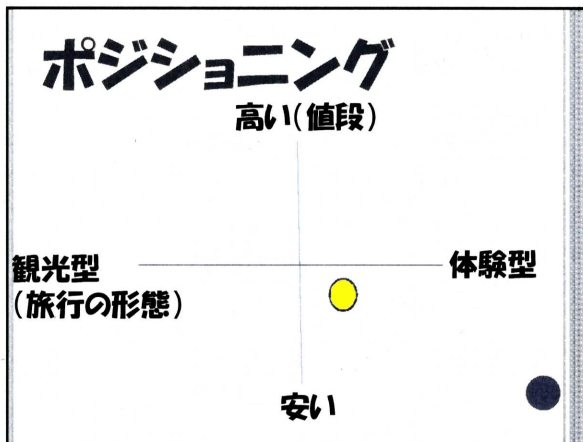 ポジショニング
高い(値段)
観光型
(旅行の形態)
体験型
安い